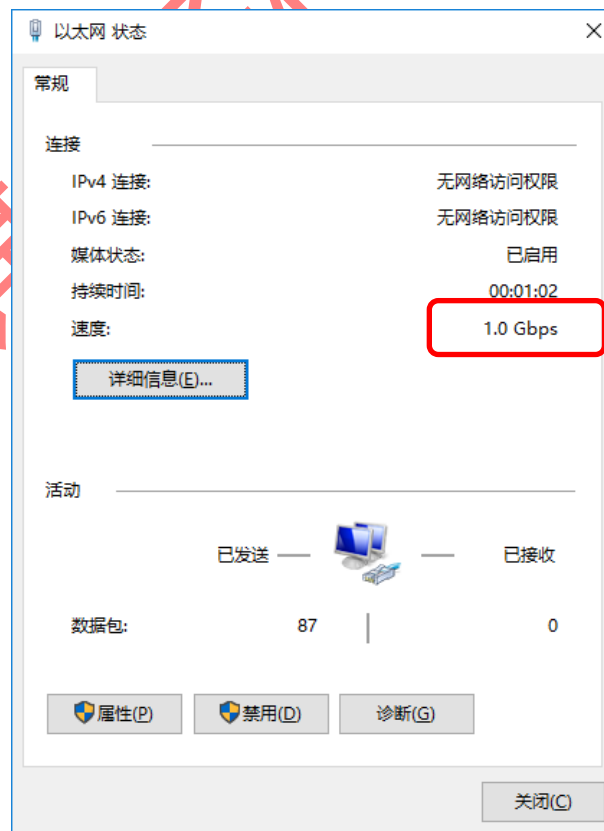 以太网 状态
常规
连接
IPv4 连接: 无网络访问权限
IPv6 连接: 无网络访问权限
媒体状态: 已启用
持续时间: 00:01:02
速度: 1.0 Gbps
详细信息(E)...
活动
已发送 — — 已接收
数据包: 87 0
属性(P) 禁用(D) 诊断(G)
关闭(C)